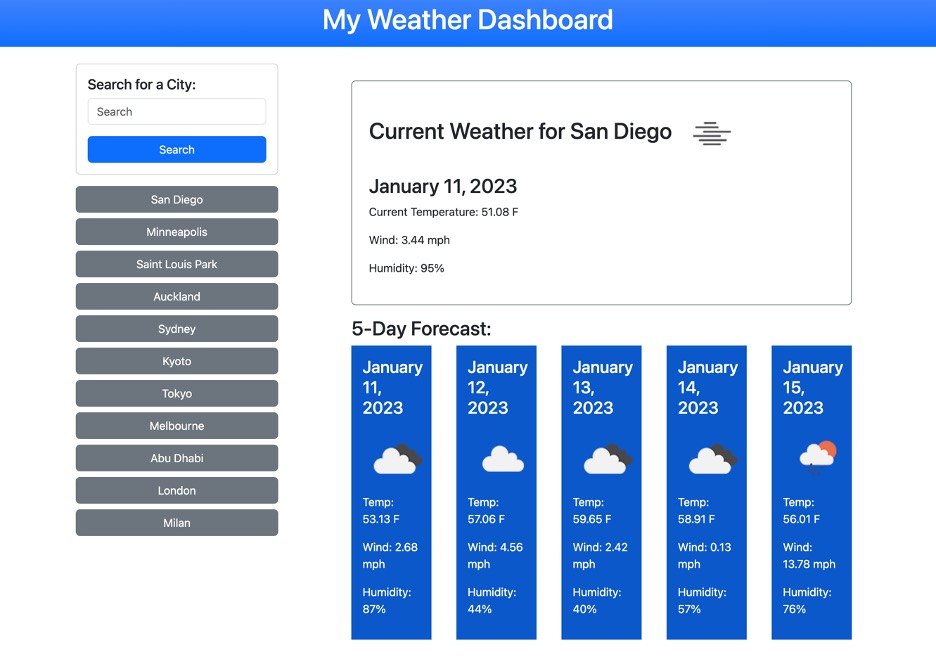 My Weather Dashboard
Search for a City:
Search
Search
San Diego
Minneapolis
Saint Louis Park
Auckland
Sydney
Kyoto
Tokyo
Melbourne
Abu Dhabi
London
Milan
Current Weather for San Diego
January 11, 2023
Current Temperature: 51.08 F
Wind: 3.44 mph
Humidity: 95%
5-Day Forecast:
January
11,
2023
Temp:
53.13 F
Wind: 2.68
mph
Humidity:
87%
January
12,
2023
Temp:
57.06 F
Wind: 4.56
mph
Humidity:
44%
January
13,
2023
Temp:
59.65 F
Wind: 2.42
mph
Humidity:
40%
January
14,
2023
Temp:
58.91 F
Wind: 0.13
mph
Humidity:
57%
January
15,
2023
Temp:
56.01 F
Wind:
13.78 mph
Humidity:
76%